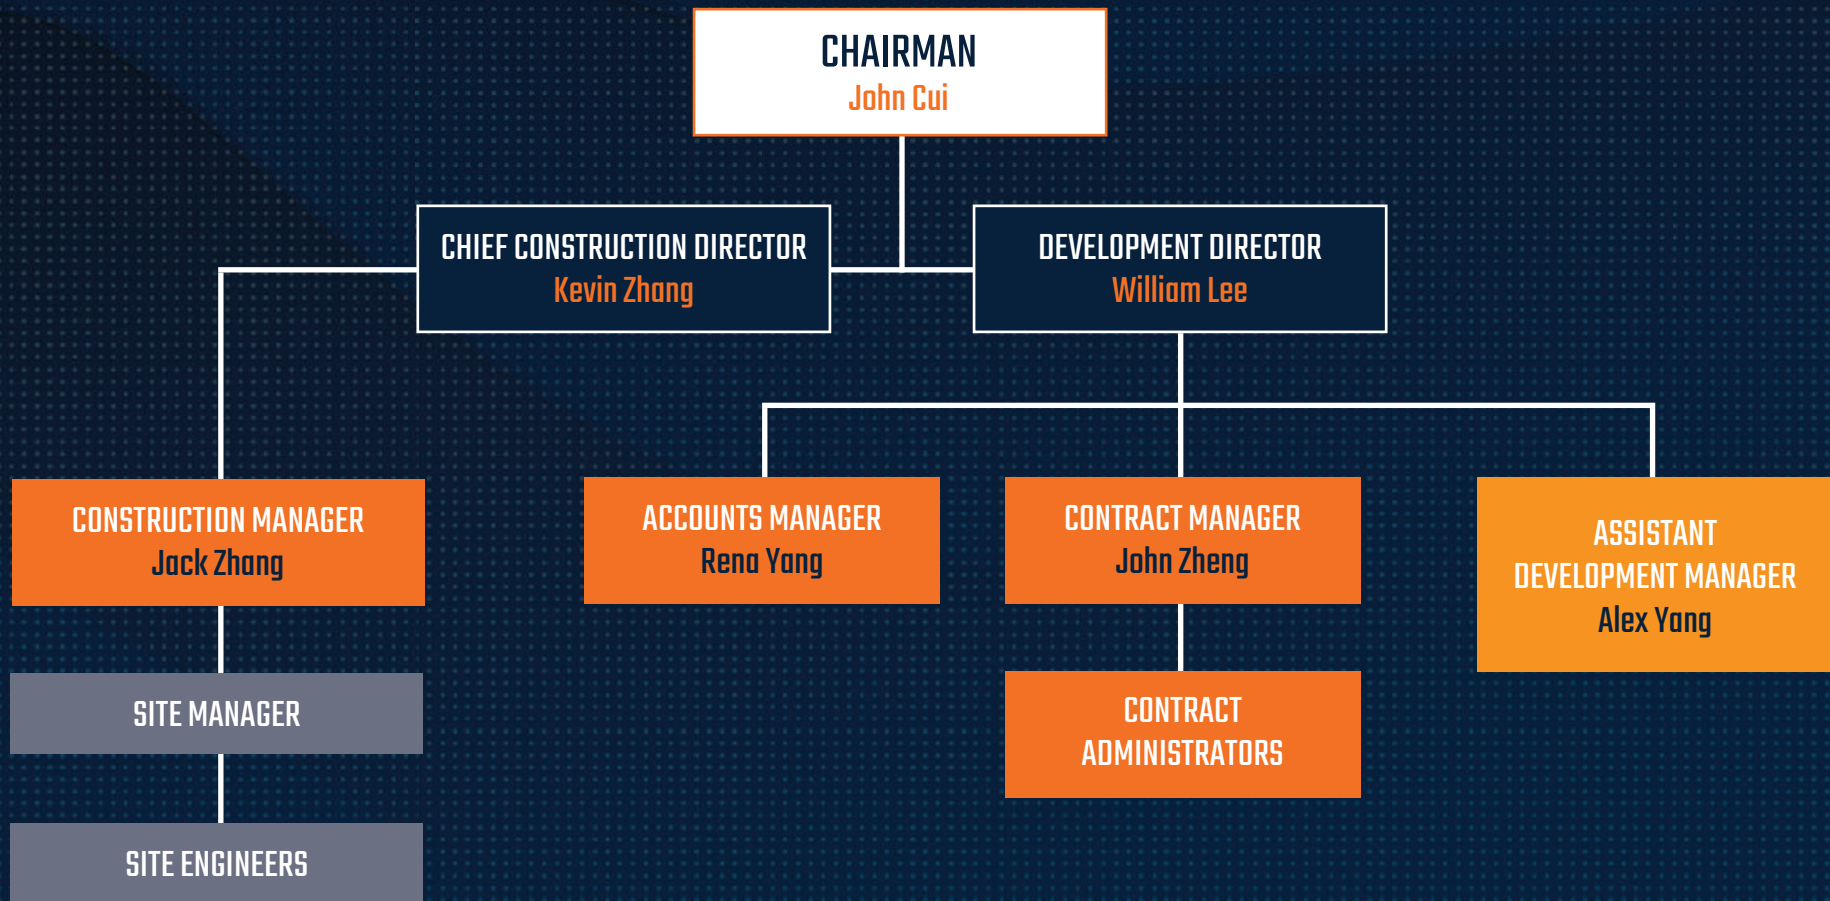 CHAIRMAN
John Cui
CHIEF CONSTRUCTION DIRECTOR
Kevin Zhang
DEVELOPMENT DIRECTOR
William Lee
CONSTRUCTION MANAGER
Jack Zhang
ACCOUNTS MANAGER
Rena Yang
CONTRACT MANAGER
John Zheng
ASSISTANT
DEVELOPMENT MANAGER
Alex Yang
SITE MANAGER
CONTRACT
ADMINISTRATORS
SITE ENGINEERS